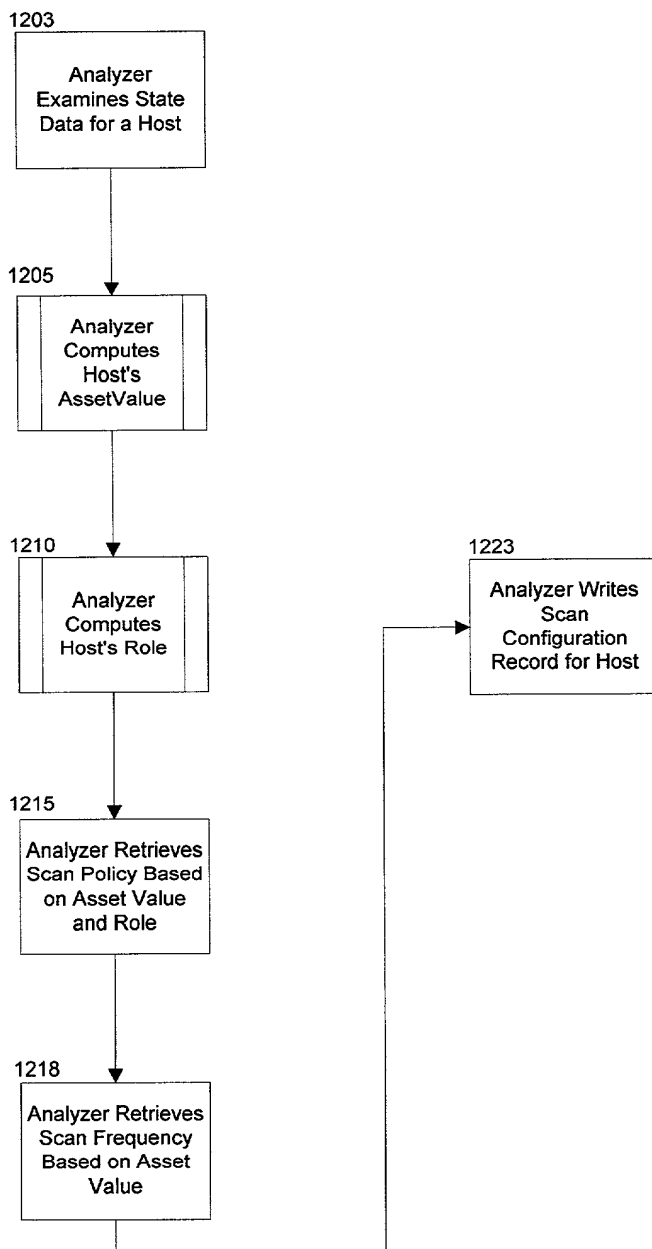 1203
Analyzer
Examines State
Data for a Host
1205
Analyzer
Computes
Host's
AssetValue
1210
Analyzer
Computes
Host's Role
1215
Analyzer Retrieves
Scan Policy Based
on Asset Value
and Role
1218
Analyzer Retrieves
Scan Frequency
Based on Asset
Value
1223
Analyzer Writes
Scan
Configuration
Record for Host